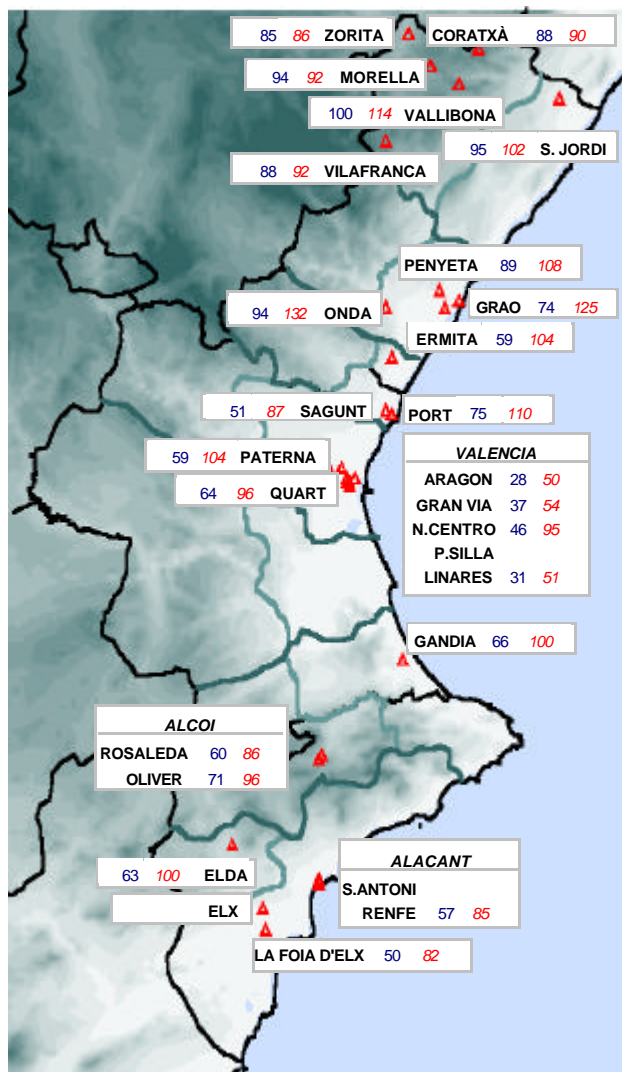 85 86 ZORITA
CORATXÀ 88 90
94 92 MORELLA
100 114 VALLIBONA
95 102 S. JORDI
88 92 VILAFRANCA
PENYETA 89 108
94 132 ONDA
GRAO 74 125
ERMITA 59 104
51 87 SAGUNT
PORT 75 110
59 104 PATERNA
64 96 QUART
VALENCIA
ARAGON 28 50
GRAN VIA 37 54
N.CENTRO 46 95
P.SILLA
LINARES 31 51
GANDIA 66 100
ALCOI
ROSALEDA 60 86
OLIVER 71 96
63 100 ELDA
ELX
ALACANT
S.ANTONI
RENFE 57 85
LA FOIA D'ELX 50 82